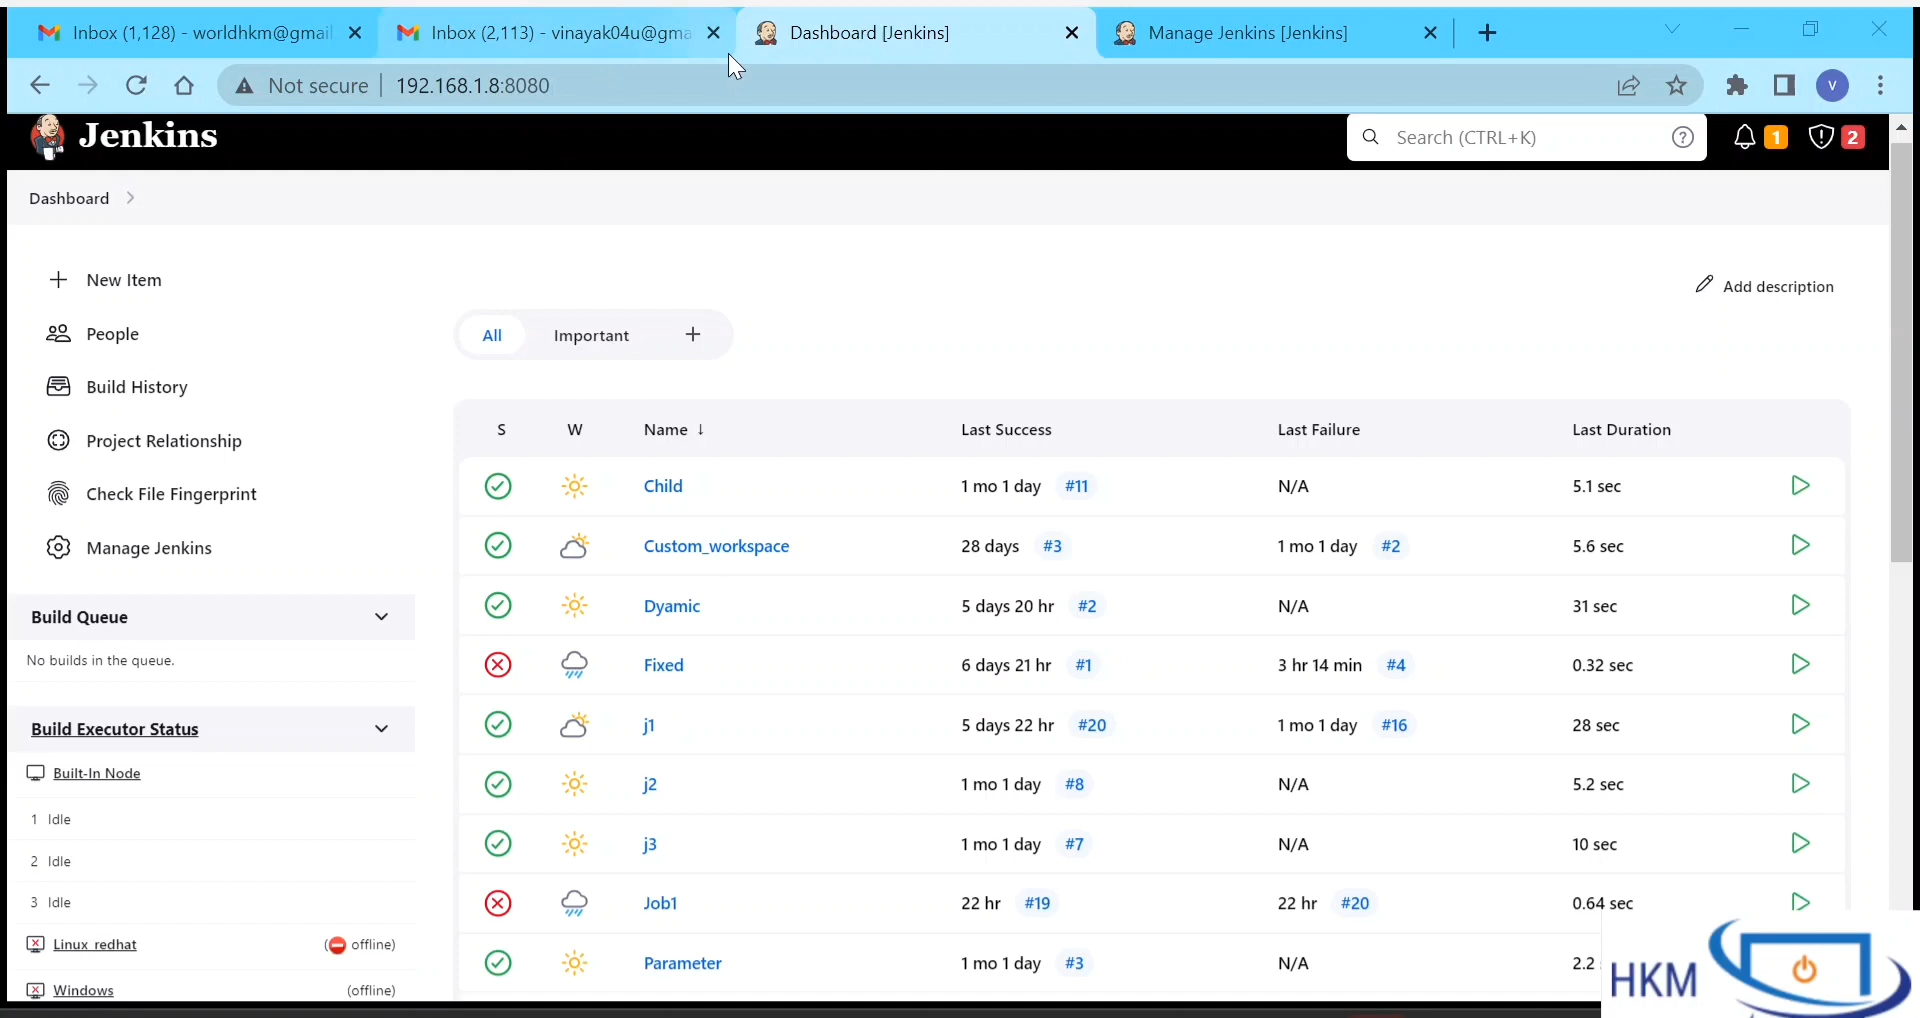 Inbox (1,128) - worldhkm@gmail
Inbox (2,113) - vinayak04u@gma
Dashboard [Jenkins]
Manage Jenkins [Jenkins]
Not secure
192.168.1.8:8080
V
Jenkins
Search (CTRL+K)
1
2
Dashboard
New Item
People
Build History
Project Relationship
Check File Fingerprint
Manage Jenkins
Build Queue
No builds in the queue.
Build Executor Status
Built-In Node
1 Idle
2 Idle
3 Idle
Linux redhat (offline)
Windows (offline)
Add description
All Important
S W Name ↓ Last Success Last Failure Last Duration
Child 1 mo 1 day #11 N/A 5.1 sec
Custom_workspace 28 days #3 1 mo 1 day #2 5.6 sec
Dyamic 5 days 20 hr #2 N/A 31 sec
Fixed 6 days 21 hr #1 3 hr 14 min #4 0.32 sec
j1 5 days 22 hr #20 1 mo 1 day #16 28 sec
j2 1 mo 1 day #8 N/A 5.2 sec
j3 1 mo 1 day #7 N/A 10 sec
Job1 22 hr #19 22 hr #20 0.64 sec
Parameter 1 mo 1 day #3 N/A 2.2
HKM